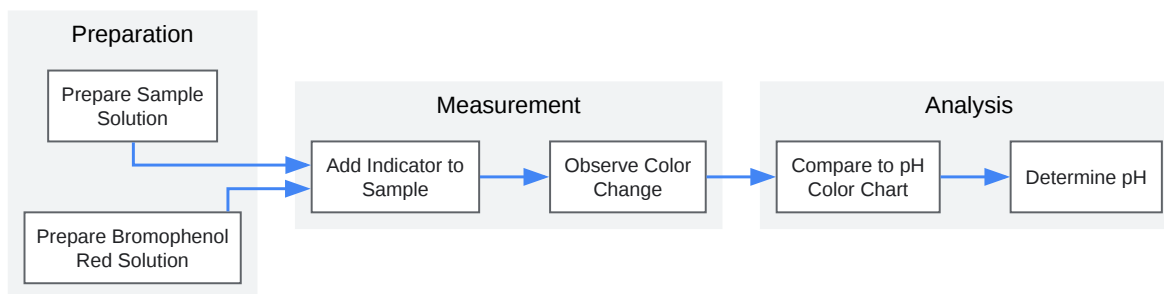 Preparation
Prepare Sample
Solution
Prepare Bromophenol
Red Solution
Measurement
Add Indicator to
Sample
Observe Color
Change
Analysis
Compare to pH
Color Chart
Determine pH